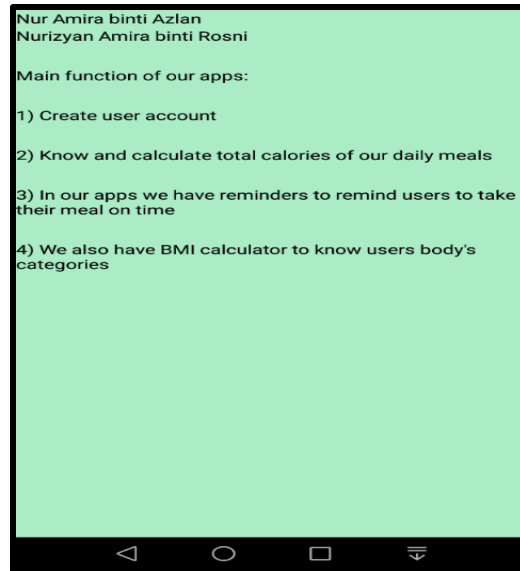 Nur Amira binti Azlan
Nurizyan Amira binti Rosni
Main function of our apps:
1) Create user account
2) Know and calculate total calories of our daily meals
3) In our apps we have reminders to remind users to take
their meal on time
4) We also have BMI calculator to know users body's
categories